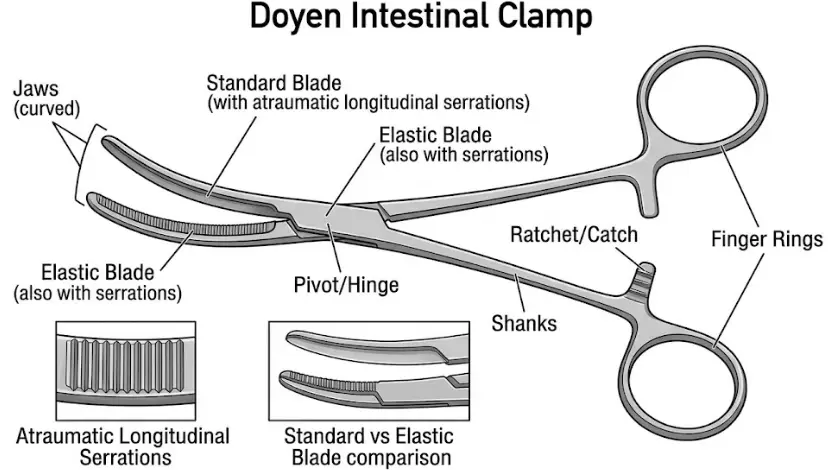 Doyen Intestinal Clamp
Jaws
(curved)
Standard Blade
(with atraumatic longitudinal serrations)
Elastic Blade
(also with serrations)
Ratchet/Catch
Finger Rings
Elastic Blade
(also with serrations)
Pivot/Hinge
Shanks
Atraumatic Longitudinal
Serrations
Standard vs Elastic
Blade comparison